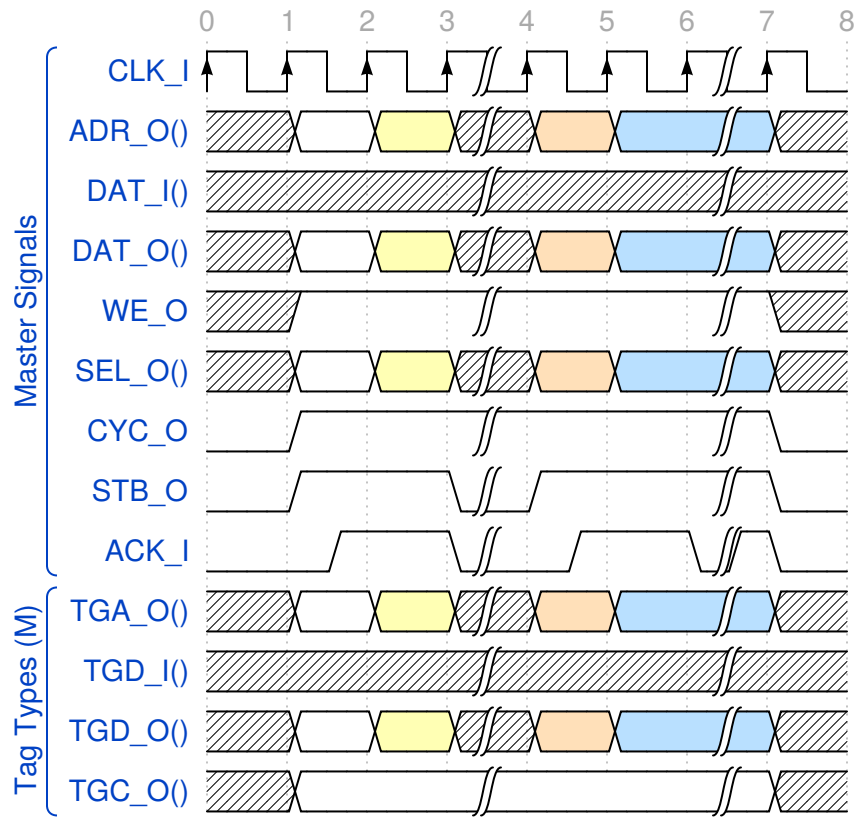 0 1 2 3 4 5 6 7 8
Master Signals
CLK_I
ADR_O()
DAT_I()
DAT_O()
WE_O
SEL_O()
CYC_O
STB_O
ACK_I
Tag Types (M)
TGA_O()
TGD_I()
TGD_O()
TGC_O()